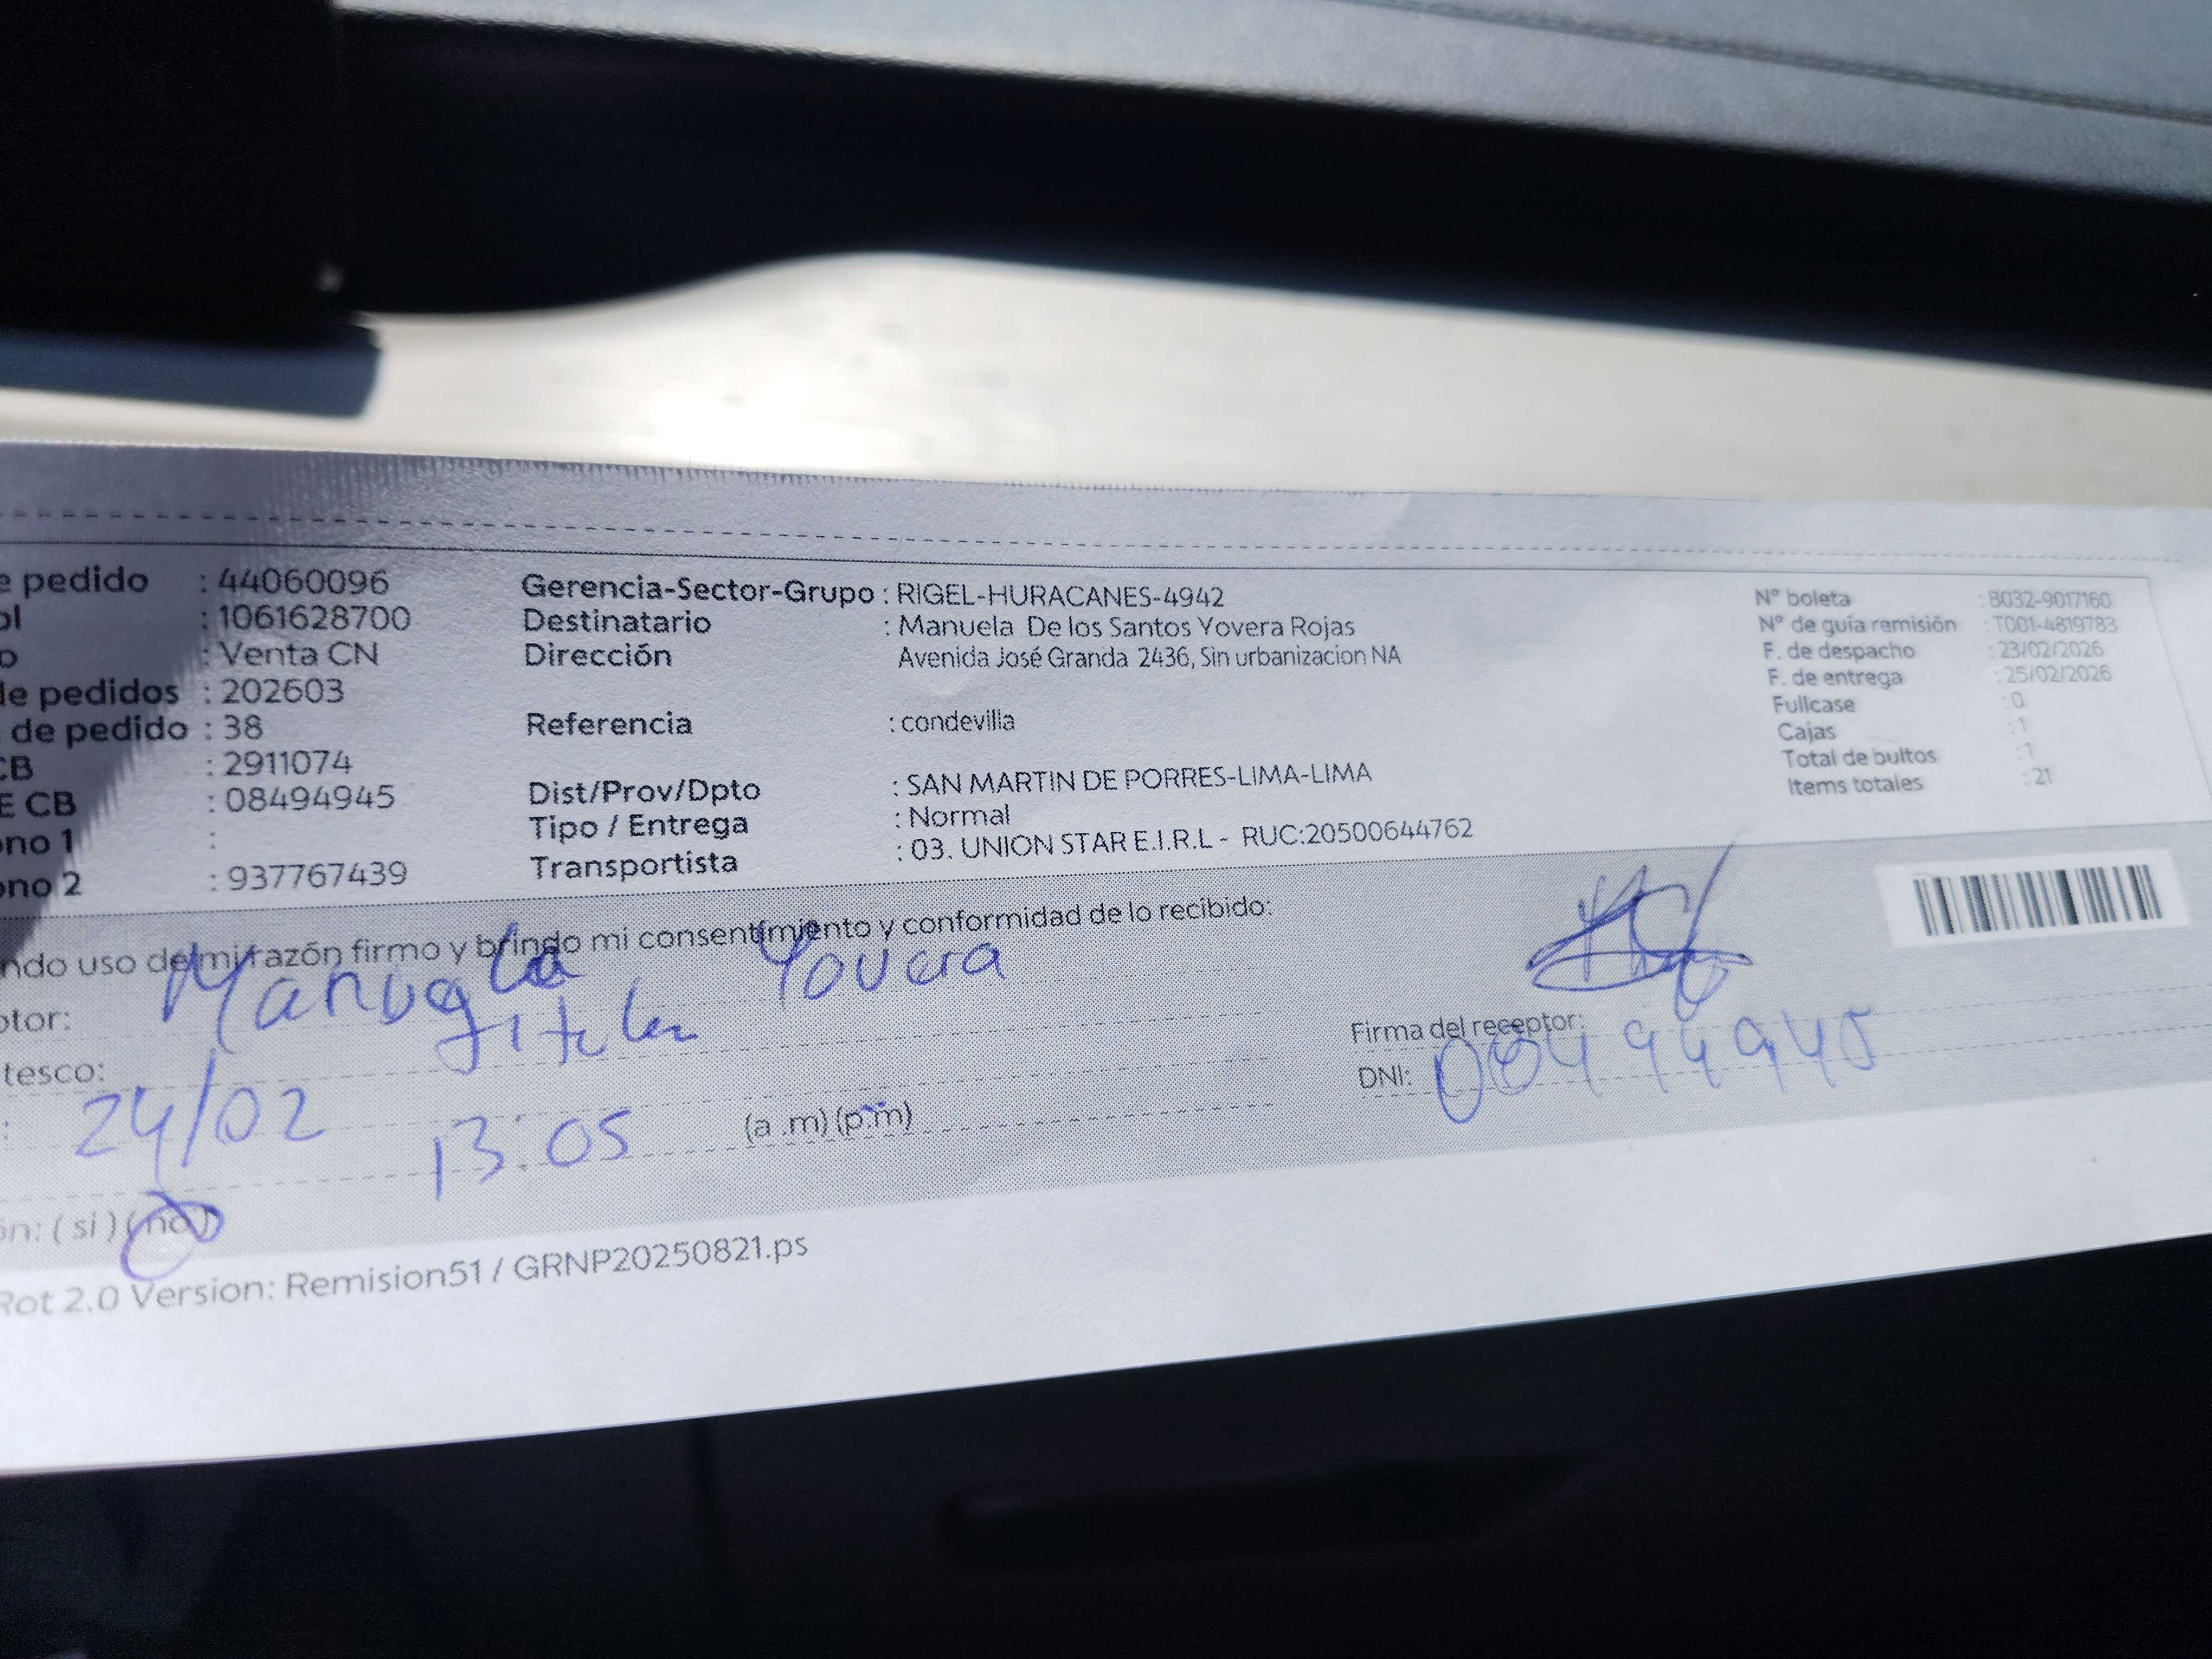 e pedido : 44060096
ol : 1061628700
o : Venta CN
de pedidos : 202603
de pedido : 38
CB : 2911074
E CB : 08494945
ono 1 :
ono 2 : 937767439
Gerencia-Sector-Grupo : RIGEL-HURACANES-4942
Destinatario : Manuela De los Santos Yovera Rojas
Dirección Avenida José Granda 2436, Sin urbanizacion NA
Referencia : condevilla
Dist/Prov/Dpto : SAN MARTIN DE PORRES-LIMA-LIMA
Tipo / Entrega : Normal
Transportista : 03. UNION STAR E.I.R.L - RUC:20500644762
N° boleta : B032-9017160
N° de guía remisión : T001-4819783
F. de despacho : 23/02/2026
F. de entrega : 25/02/2026
Fullcase : 0
Cajas : 1
Total de bultos : 1
Items totales : 21
ndo uso de mi razón firmo y brindo mi consentimiento y conformidad de lo recibido:
ptor: Manuela Yovera
Firma del receptor:
tesco: Titular
DNI: 08494945
: 24/02 13:05 (a .m) (p.m)
ón: ( si ) ( no )
Rot 2.0 Version: Remision51 / GRNP20250821.ps